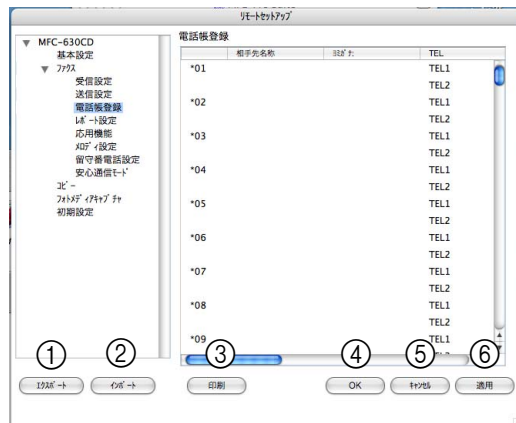 リモートセットアップ
▼ MFC-630CD
基本設定
▼ ファクス
受信設定
送信設定
電話帳登録
レポート設定
応用機能
メロディ設定
留守番電話設定
安心通信モード
コピー
フォトメディアキャプチャ
初期設定
電話帳登録
相手先名称 ヨミガナ: TEL
*01 TEL1
TEL2
*02 TEL1
TEL2
*03 TEL1
TEL2
*04 TEL1
TEL2
*05 TEL1
TEL2
*06 TEL1
TEL2
*07 TEL1
TEL2
*08 TEL1
TEL2
*09 TEL1
① ② ③ ④ ⑤ ⑥
エクスポート インポート 印刷 OK キャンセル 適用